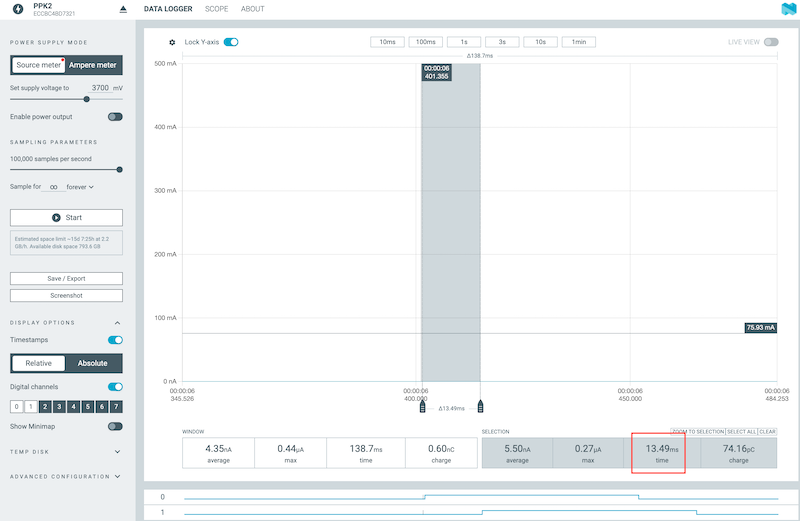 PPK2
ECCBC4BD7321
DATA LOGGER SCOPE ABOUT
POWER SUPPLY MODE
Source meter Ampere meter
Set supply voltage to 3700 mV
Enable power output
SAMPLING PARAMETERS
100,000 samples per second
Sample for ∞ forever
Start
Estimated space limit ~15d 7.25h at 2.2
GB/h. Available disk space 793.6 GB
Save / Export
Screenshot
DISPLAY OPTIONS
Timestamps
Relative Absolute
Digital channels
0 1 2 3 4 5 6 7
Show Minimap
TEMP DISK
ADVANCED CONFIGURATION
Lock Y-axis 10ms 100ms 1s 3s 10s 1min LIVE VIEW
Δ138.7ms
500 mA
00:00:06
401.355
400 mA
300 mA
200 mA
100 mA
75.93 mA
0 nA
00:00:06 00:00:06 00:00:06 00:00:06
345.526 400.000 450.000 484.253
Δ13.49ms
WINDOW
4.35nA 0.44μA 138.7ms 0.60nC
average max time charge
SELECTION ZOOM TO SELECTION SELECT ALL CLEAR
5.50nA 0.27μA 13.49ms 74.16pC
average max time charge
0
1